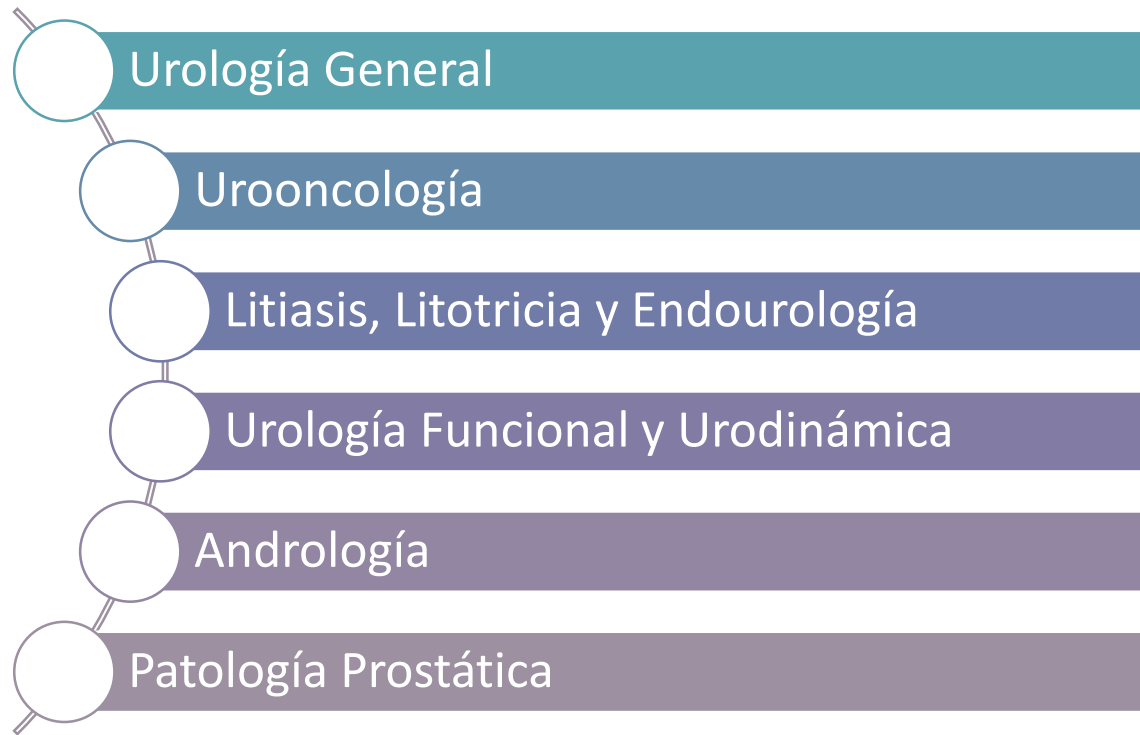 Urología General
Urooncología
Litiasis, Litotricia y Endourología
Urología Funcional y Urodinámica
Andrología
Patología Prostática